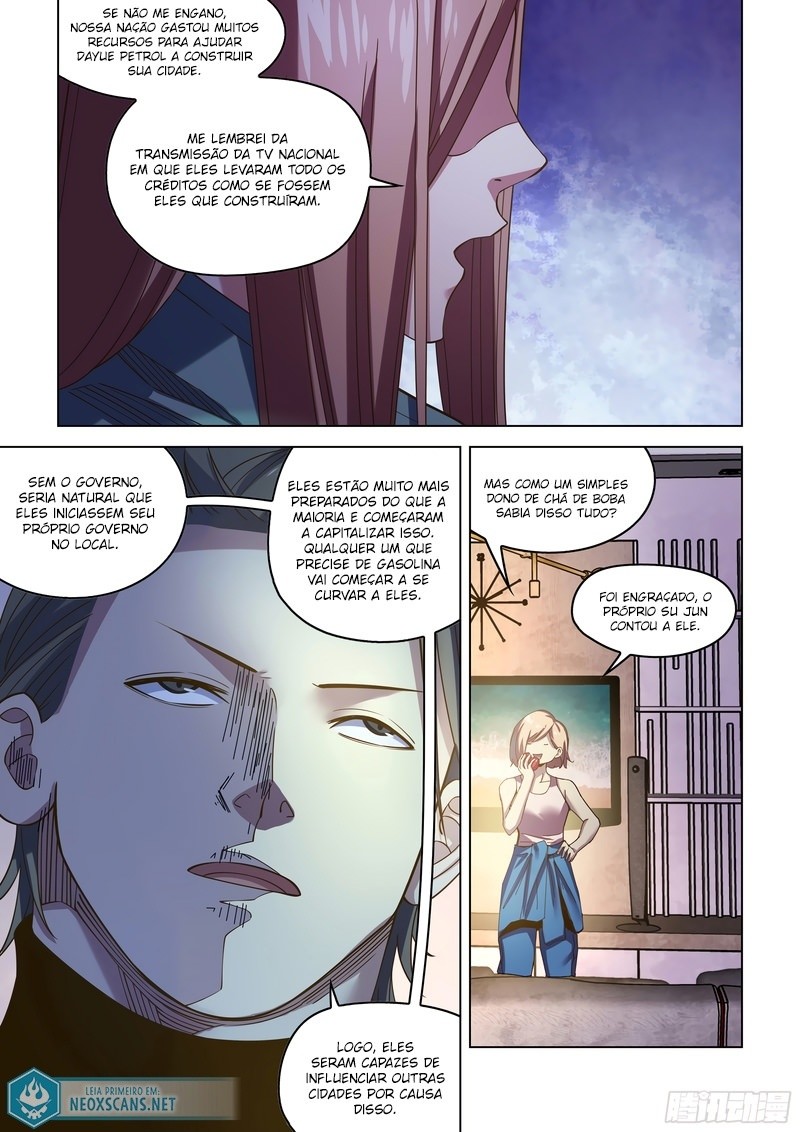 SE NÃO ME ENGANO,
NOSSA NAÇÃO GASTOU MUITOS
RECURSOS PARA AJUDAR
DAYUE PETROL A CONSTRUIR
SUA CIDADE.
ME LEMBREI DA
TRANSMISSÃO DA TV NACIONAL
EM QUE ELES LEVARAM TODO OS
CRÉDITOS COMO SE FOSSEM
ELES QUE CONSTRUÍRAM.
SEM O GOVERNO,
SERIA NATURAL QUE
ELES INICIASSEM SEU
PRÓPRIO GOVERNO
NO LOCAL.
ELES ESTÃO MUITO MAIS
PREPARADOS DO QUE A
MAIORIA E COMEÇARAM
A CAPITALIZAR ISSO.
QUALQUER UM QUE
PRECISE DE GASOLINA
VAI COMEÇAR A SE
CURVAR A ELES.
MAS COMO UM SIMPLES
DONO DE CHÁ DE BOBA
SABIA DISSO TUDO?
FOI ENGRAÇADO, O
PRÓPRIO SU JUN
CONTOU A ELE.
LOGO, ELES
SERAM CAPAZES DE
INFLUENCIAR OUTRAS
CIDADES POR CAUSA
DISSO.
LEIA PRIMEIRO EM:
NEOXSCANS.NET
腾讯动漫